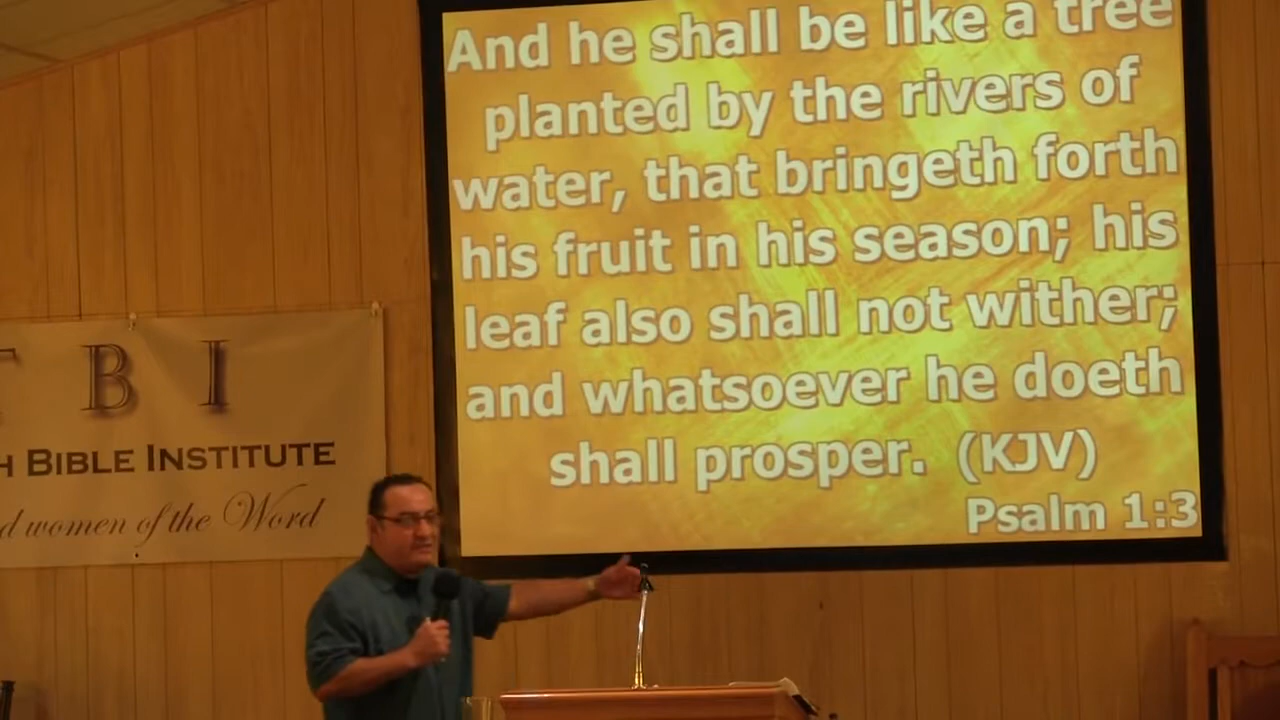 And he shall be like a tree
planted by the rivers of
water, that bringeth forth
his fruit in his season; his
leaf also shall not wither;
and whatsoever he doeth
shall prosper. (KJV)
Psalm 1:3
B I
BIBLE INSTITUTE
women of the Word